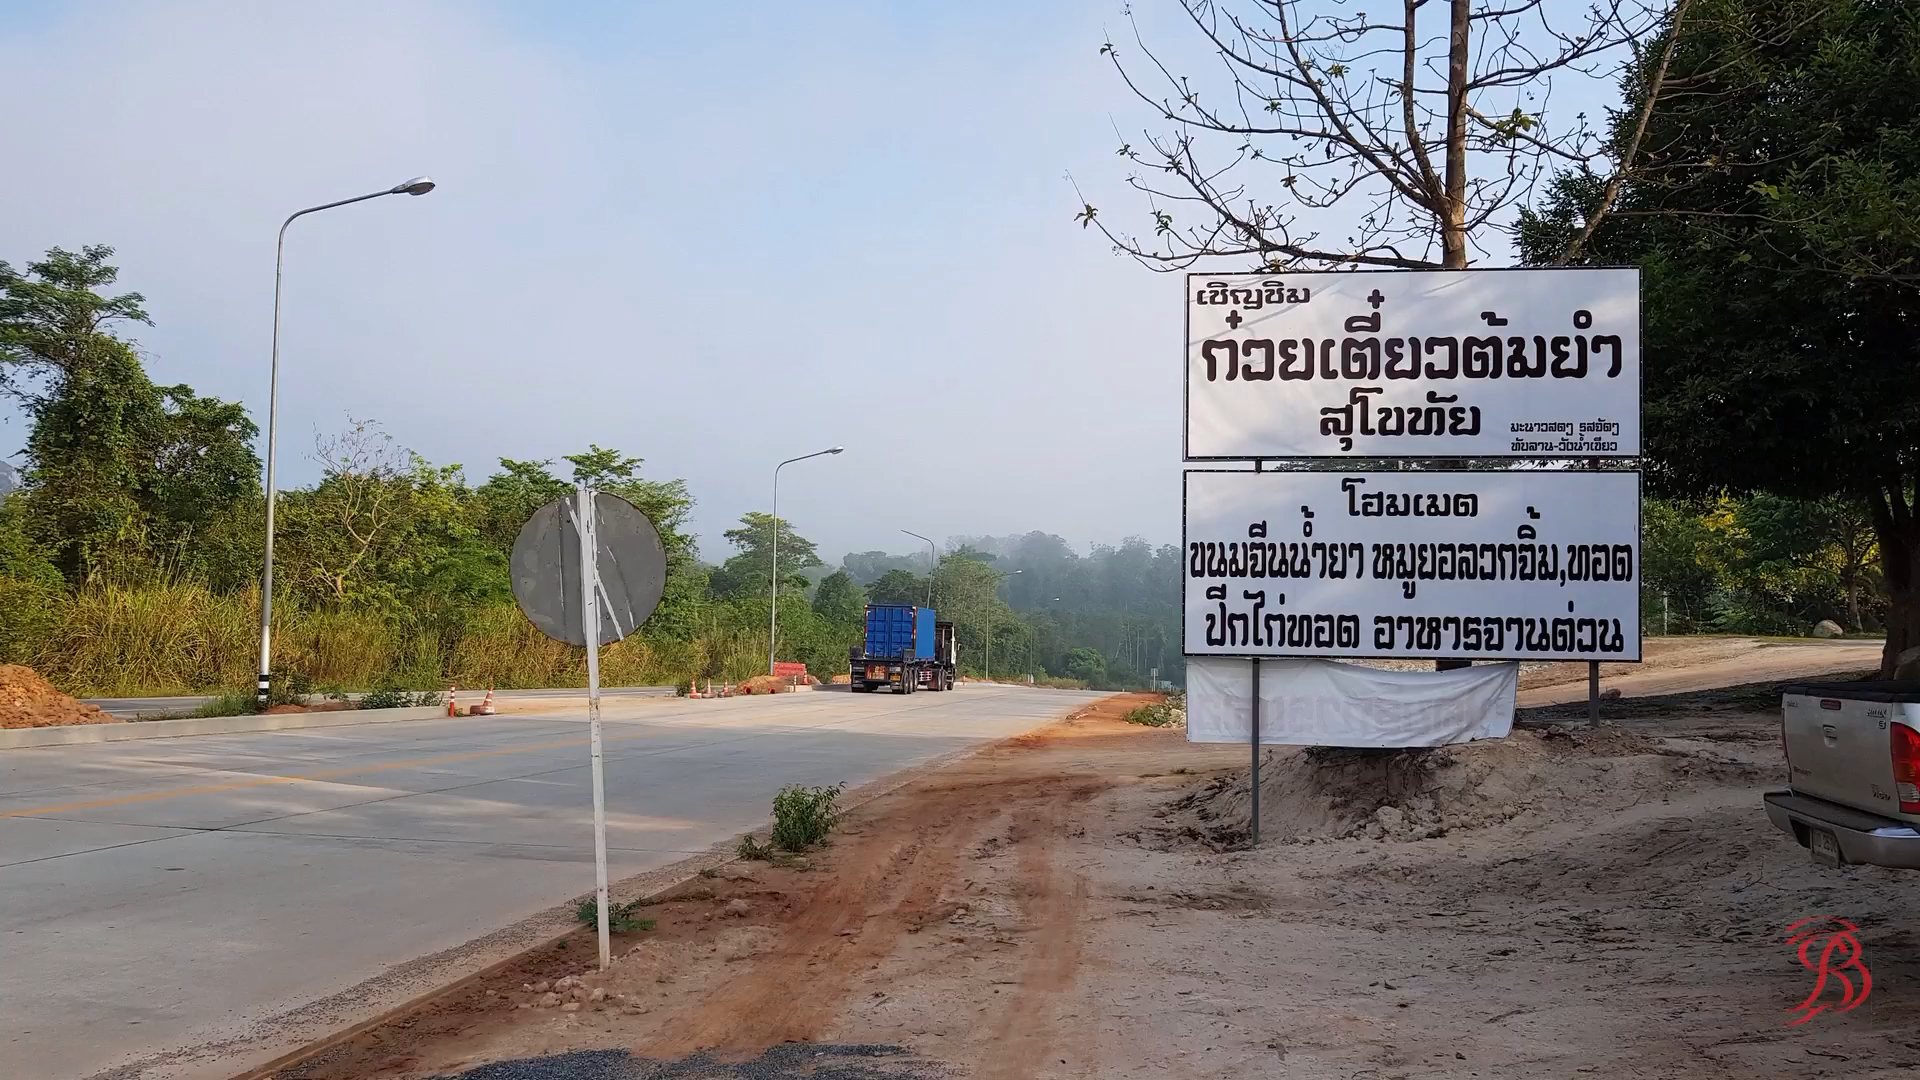 เชิญชิม
ก๋วยเตี๋ยวต้มยำ
สุโขทัย
มะนาวสดๆ รสจัดๆ
ทับลาน-วังน้ำเขียว
โฮมเมด
ขนมจีนน้ำยา หมูยอลวกจิ้ม,ทอด
ปีกไก่ทอด อาหารจานด่วน